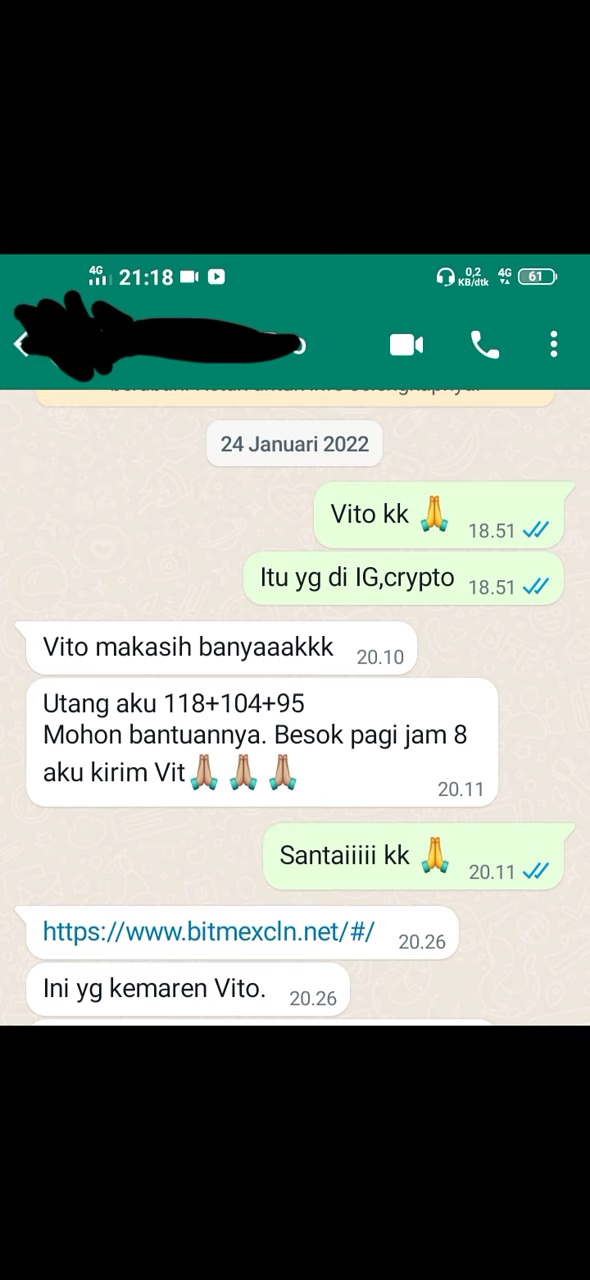 4G 21:18 0,2 KB/dtk 4G 61
24 Januari 2022
Vito kk 🙏 18.51
Itu yg di IG,crypto 18.51
Vito makasih banyaaakkk 20.10
Utang aku 118+104+95
Mohon bantuannya. Besok pagi jam 8
aku kirim Vit🙏🏼🙏🏼🙏🏼 20.11
Santaiiiii kk 🙏 20.11
https://www.bitmexcln.net/#/ 20.26
Ini yg kemaren Vito. 20.26